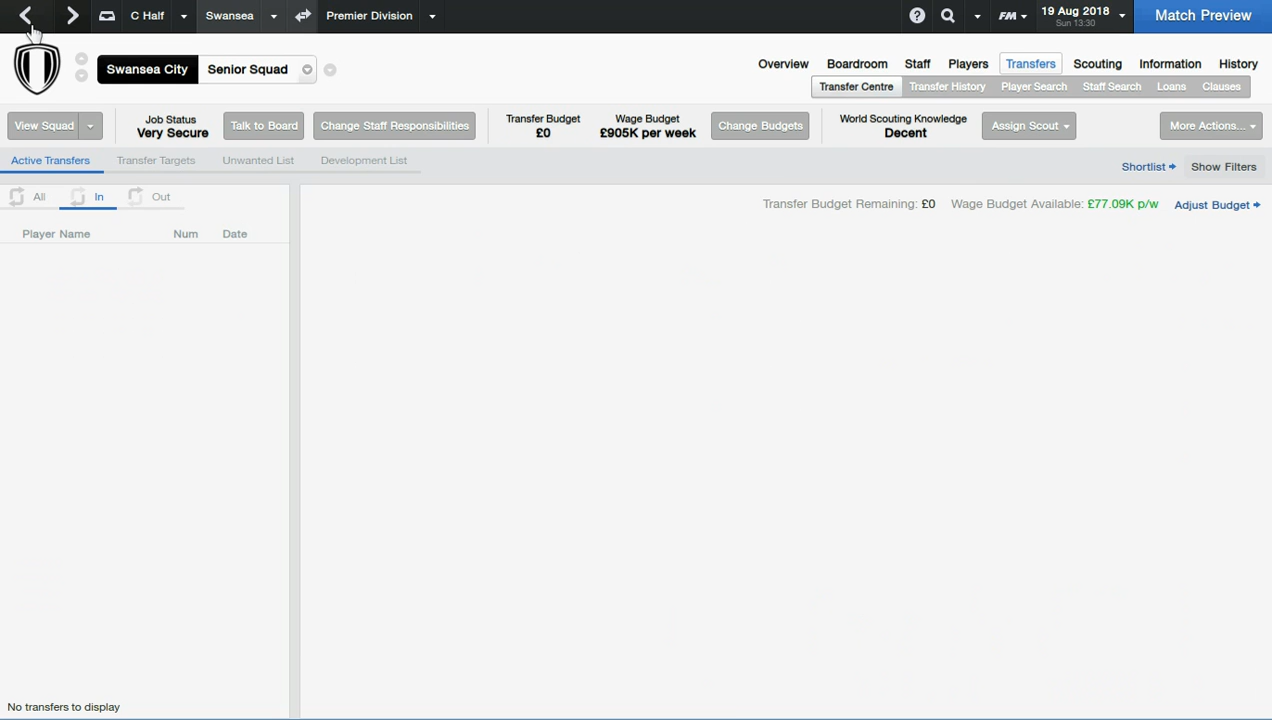 C Half Swansea Premier Division FM 19 Aug 2018 Sun 13:30 Match Preview
Swansea City Senior Squad
Overview Boardroom Staff Players Transfers Scouting Information History
Transfer Centre Transfer History Player Search Staff Search Loans Clauses
View Squad Job Status Very Secure Talk to Board Change Staff Responsibilities Transfer Budget £0 Wage Budget £905K per week Change Budgets World Scouting Knowledge Decent Assign Scout More Actions...
Active Transfers Transfer Targets Unwanted List Development List Shortlist Show Filters
All In Out
Transfer Budget Remaining: £0 Wage Budget Available: £77.09K p/w Adjust Budget
Player Name Num Date
No transfers to display